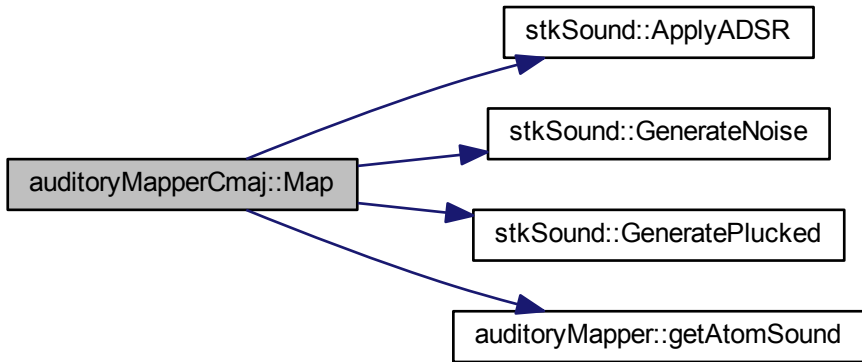 stkSound::ApplyADSR
stkSound::GenerateNoise
auditoryMapperCmaj::Map
stkSound::GeneratePlucked
auditoryMapper::getAtomSound